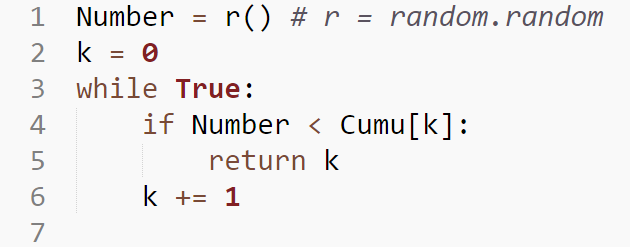 1 Number = r() # r = random.random
2 k = 0
3 while True:
4     if Number < Cumu[k]:
5         return k
6     k += 1
7